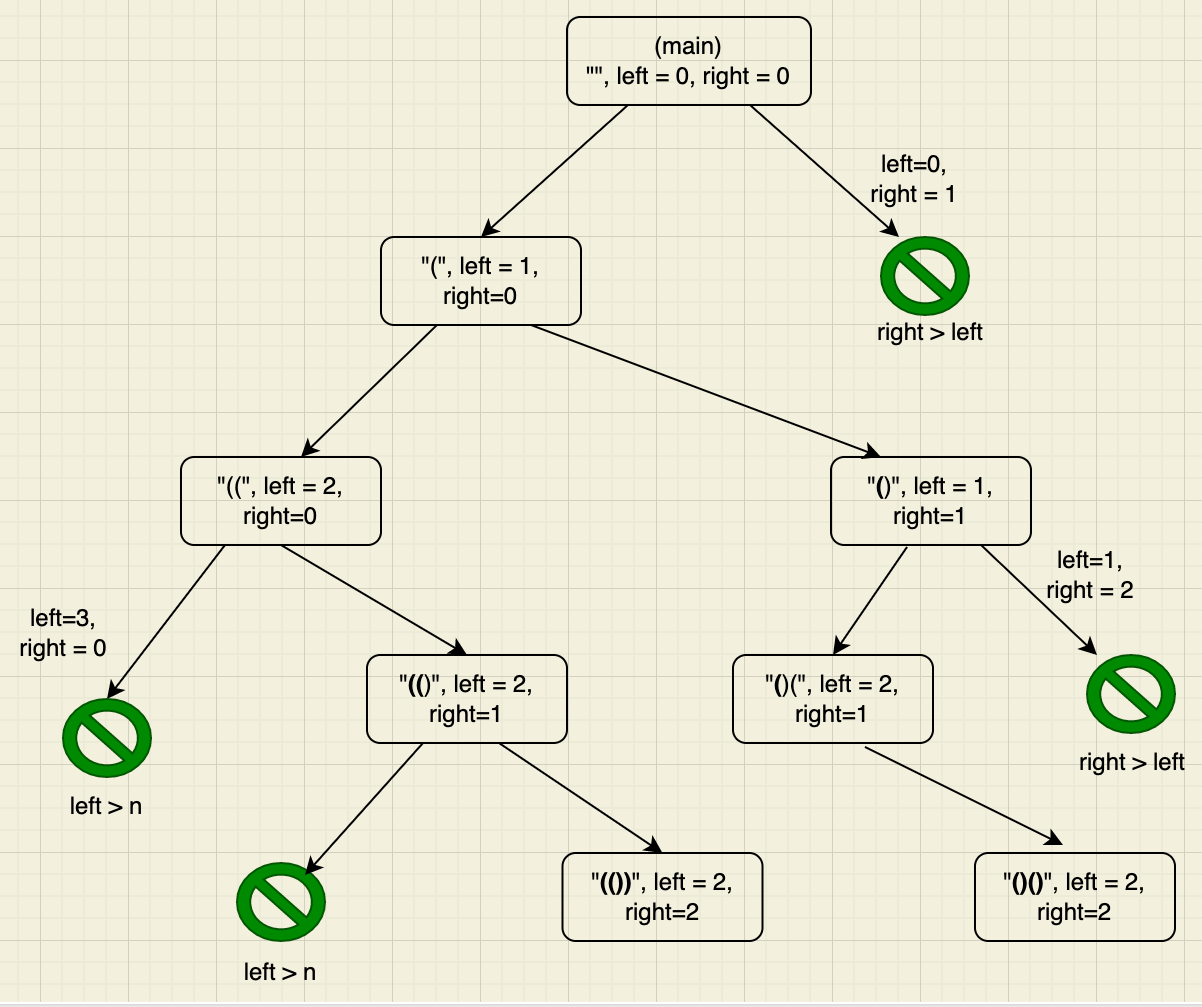 (main)
"", left = 0, right = 0
left=0,
right = 1
"(", left = 1,
right=0
right > left
"((", left = 2,
right=0
"()", left = 1,
right=1
left=1,
right = 2
left=3,
right = 0
"(()", left = 2,
right=1
"()(", left = 2,
right=1
right > left
left > n
"(())", left = 2,
right=2
"()()", left = 2,
right=2
left > n